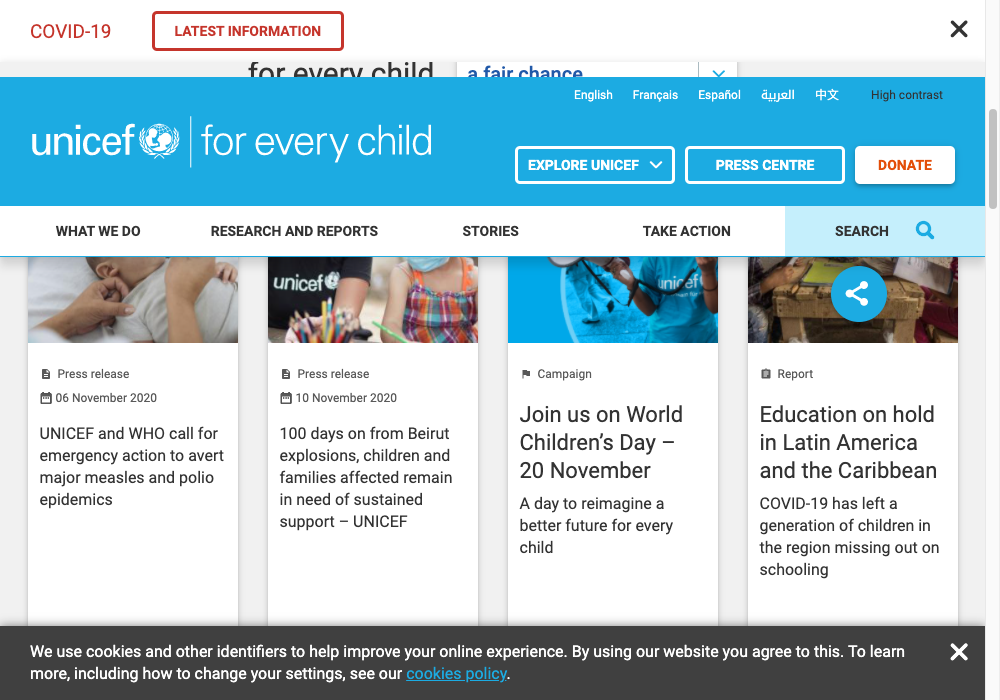 COVID-19
LATEST INFORMATION
for every child
a fair chance
English
Français
Español
العربية
中文
High contrast
unicef
for every child
EXPLORE UNICEF
PRESS CENTRE
DONATE
WHAT WE DO
RESEARCH AND REPORTS
STORIES
TAKE ACTION
SEARCH
unicef
unicef
Press release
06 November 2020
UNICEF and WHO call for
emergency action to avert
major measles and polio
epidemics
Press release
10 November 2020
100 days on from Beirut
explosions, children and
families affected remain
in need of sustained
support – UNICEF
Campaign
Join us on World
Children’s Day –
20 November
A day to reimagine a
better future for every
child
Report
Education on hold
in Latin America
and the Caribbean
COVID-19 has left a
generation of children in
the region missing out on
schooling
We use cookies and other identifiers to help improve your online experience. By using our website you agree to this. To learn
more, including how to change your settings, see our cookies policy.